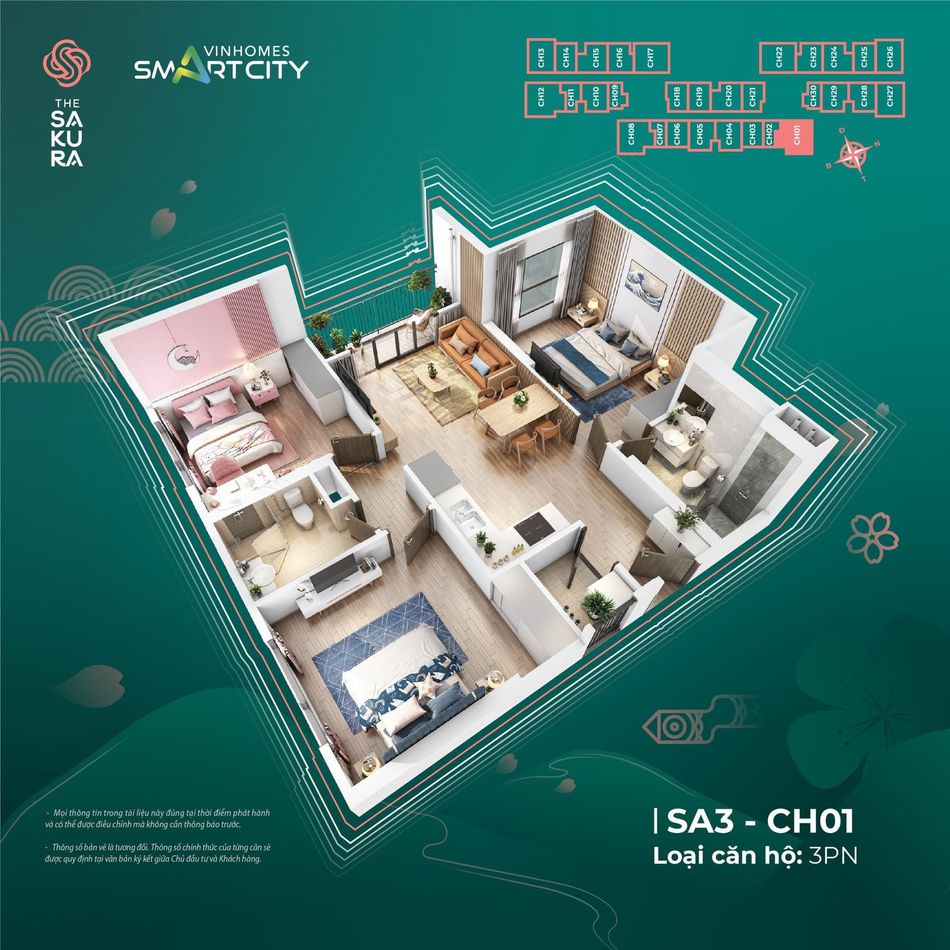 THE
SA
KU
RA
VINHOMES
SMARTCITY
CH13 CH14 CH15 CH16 CH17
CH22 CH23 CH24 CH25 CH26
CH12 CH11 CH10 CH09
CH18 CH19 CH20 CH21
CH30 CH29 CH28 CH27
CH08 CH07 CH06 CH05 CH04 CH03 CH02 CH01
Đ
N
B
T
- Mọi thông tin trong tài liệu này đúng tại thời điểm phát hành
và có thể được điều chỉnh mà không cần thông báo trước.
- Thông số bản vẽ là tương đối. Thông số chính thức của từng căn sẽ
được quy định tại văn bản ký kết giữa Chủ đầu tư và Khách hàng.
SA3 - CH01
Loại căn hộ: 3PN